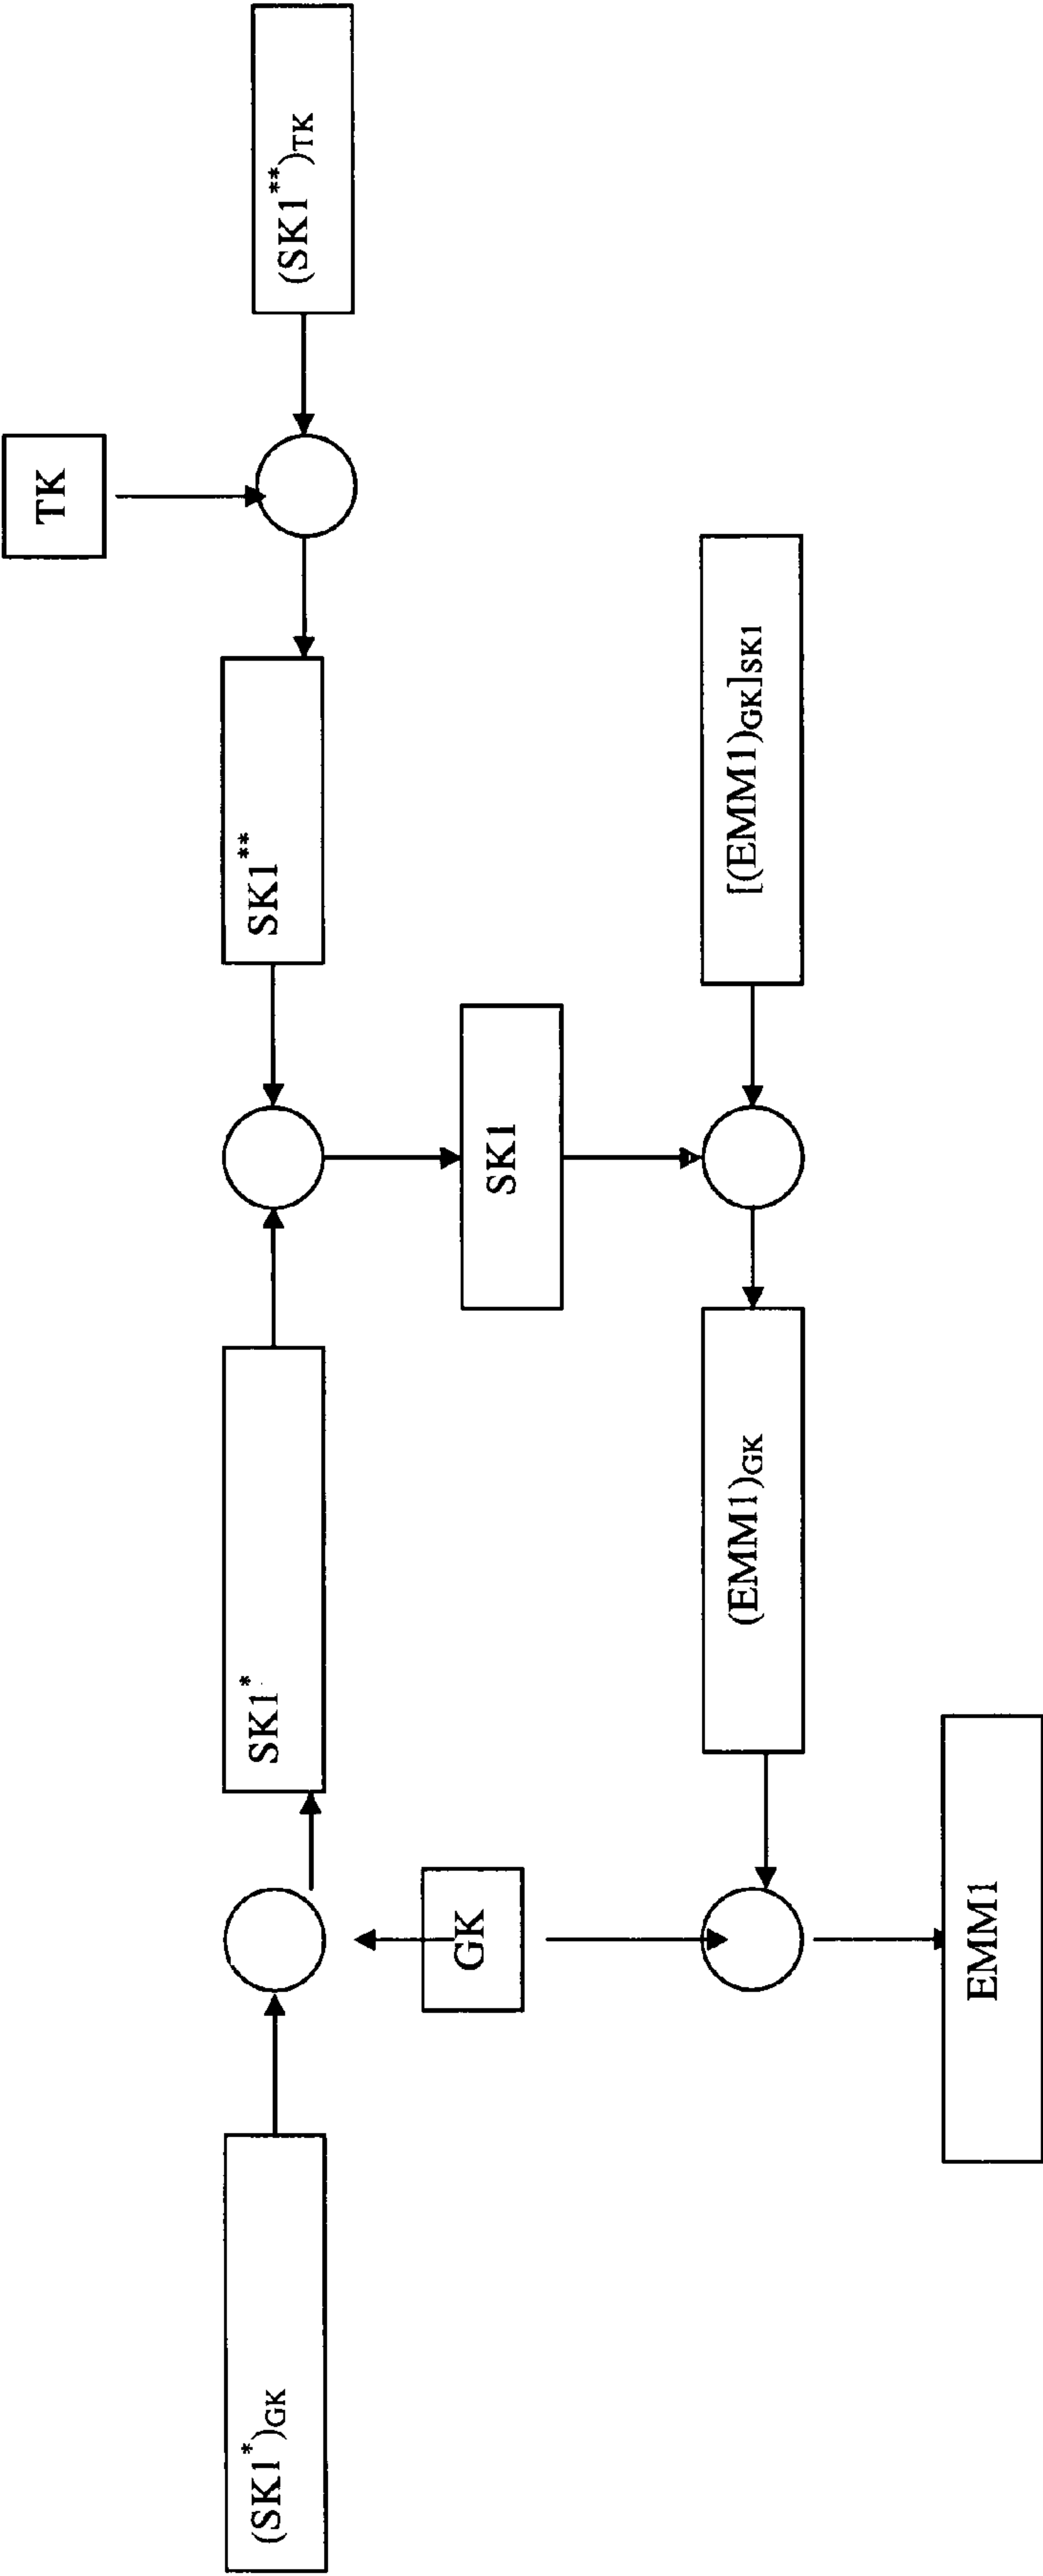 TK
(SK1*)GK
SK1*
SK1**
(SK1**)TK
GK
SK1
(EMM1)GK
[(EMM1)GK]SK1
EMM1